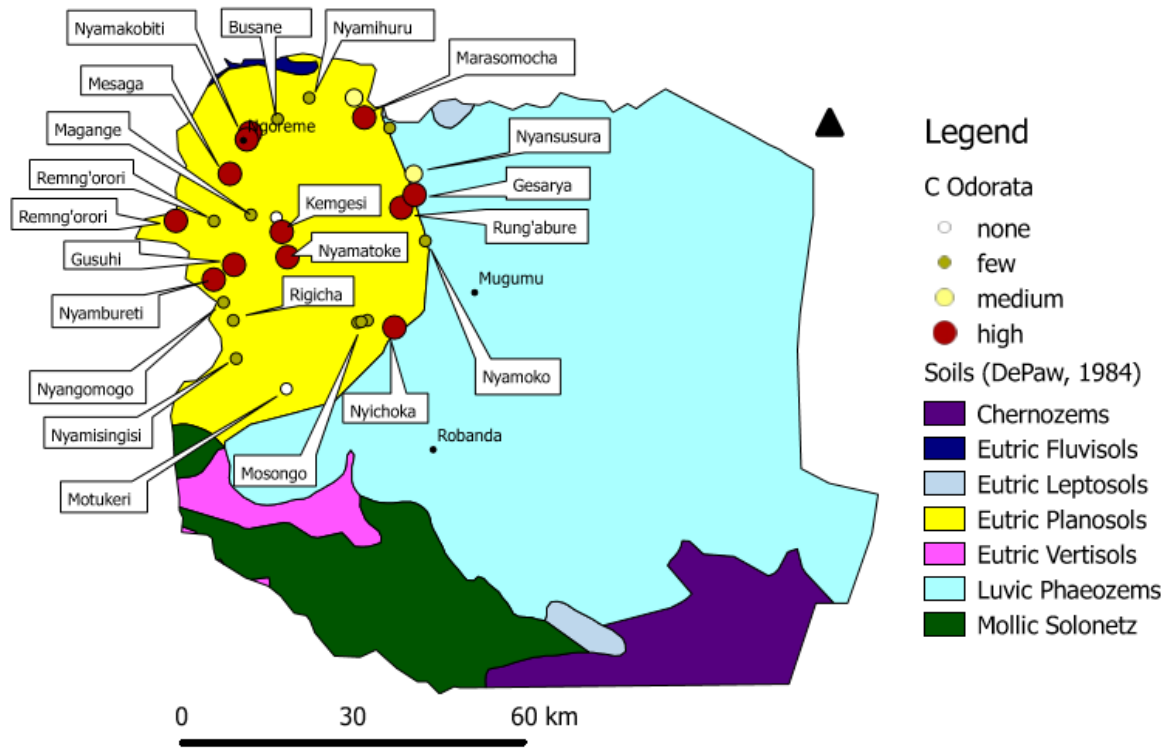 Nyamakobiti
Busane
Nyamihuru
Marasomocha
Mesaga
Ngoreme
Magange
Nyansusura
Remng'orori
Kemgesi
Gesarya
Remng'orori
Rung'abure
Gusuhi
Nyamatoke
Nyambureti
Rigicha
Mugumu
Nyangomogo
Nyamoko
Nyichoka
Nyamisingisi
Robanda
Mosongo
Motukeri
0 30 60 km
Legend
C Odorata
none
few
medium
high
Soils (DePaw, 1984)
Chernozems
Eutric Fluvisols
Eutric Leptosols
Eutric Planosols
Eutric Vertisols
Luvic Phaeozems
Mollic Solonetz